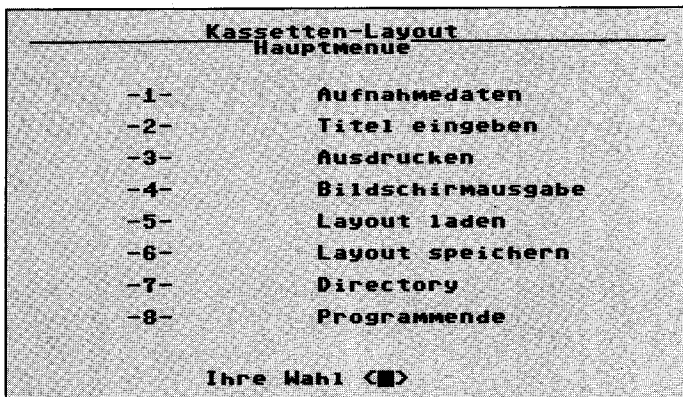 Kassetten-Layout
Hauptmenue
-1- Aufnahmedaten
-2- Titel eingeben
-3- Ausdrucken
-4- Bildschirmausgabe
-5- Layout laden
-6- Layout speichern
-7- Directory
-8- Programmende
Ihre Wahl <■>